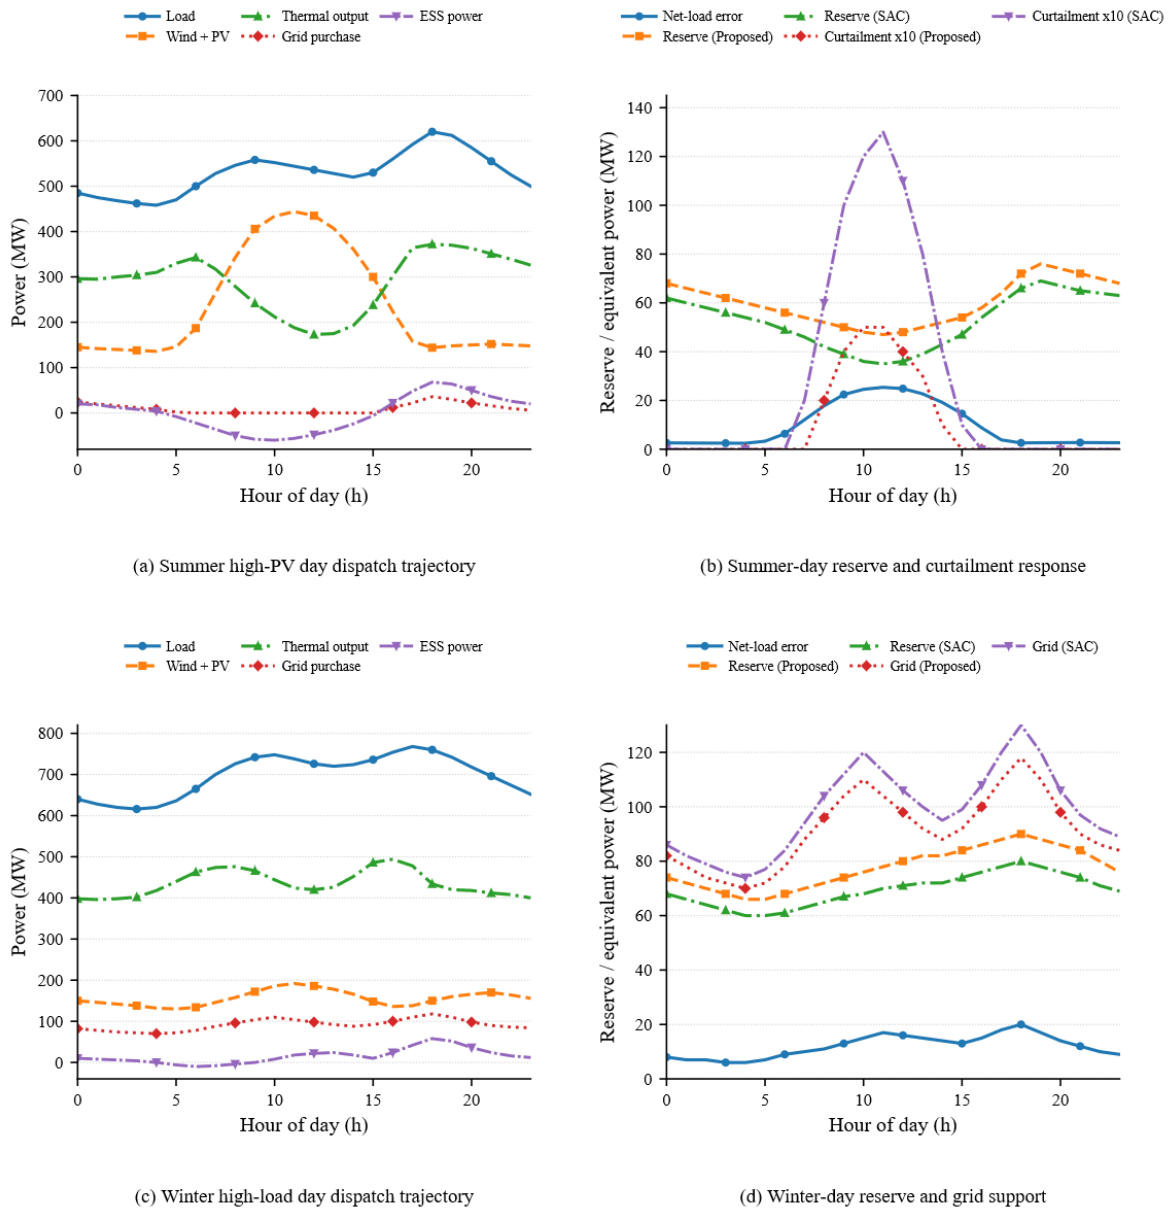 Load
Thermal output
ESS power
Wind + PV
Grid purchase
Power (MW)
700
600
500
400
300
200
100
0
0 5 10 15 20
Hour of day (h)
(a) Summer high-PV day dispatch trajectory
Net-load error
Reserve (SAC)
Curtailment x10 (SAC)
Reserve (Proposed)
Curtailment x10 (Proposed)
Reserve / equivalent power (MW)
140
120
100
80
60
40
20
0
0 5 10 15 20
Hour of day (h)
(b) Summer-day reserve and curtailment response
Load
Thermal output
ESS power
Wind + PV
Grid purchase
Power (MW)
800
700
600
500
400
300
200
100
0
0 5 10 15 20
Hour of day (h)
(c) Winter high-load day dispatch trajectory
Net-load error
Reserve (SAC)
Grid (SAC)
Reserve (Proposed)
Grid (Proposed)
Reserve / equivalent power (MW)
120
100
80
60
40
20
0
0 5 10 15 20
Hour of day (h)
(d) Winter-day reserve and grid support